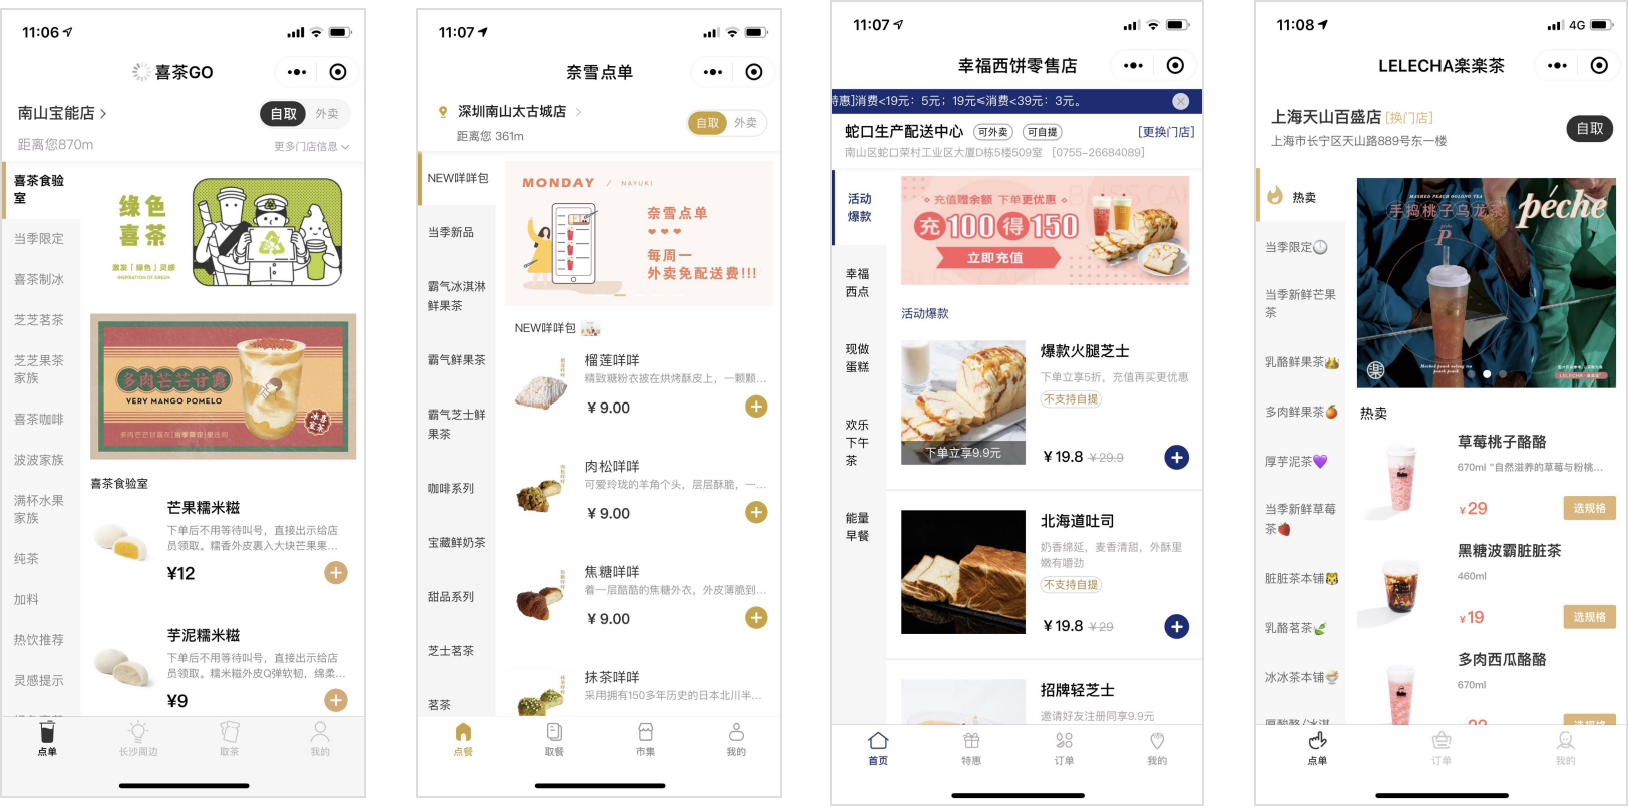 11:06
喜茶GO
南山宝能店
自取
外卖
距离您870m
更多门店信息
喜茶食验
室
当季限定
喜茶制冰
芝芝茗茶
芝芝果茶
家族
喜茶咖啡
波波家族
满杯水果
家族
纯茶
加料
热饮推荐
灵感提示
绿色
喜茶
激发「绿色」灵感
INSPIRATION OF GREEN
多肉芒芒甘露
VERY MANGO POMELO
喜茶食验室
芒果糯米糍
下单后不用等待叫号，直接出示给店
员领取。糯香外皮裹入大块芒果果...
¥12
芋泥糯米糍
下单后不用等待叫号，直接出示给店
员领取。糯米糍外皮Q弹软韧，绵柔...
¥9
点单
长沙周边
取茶
我的
11:07
奈雪点单
深圳南山太古城店
距离您 361m
自取
外卖
NEW咩咩包
当季新品
霸气冰淇淋
鲜果茶
霸气鲜果茶
霸气芝士鲜
果茶
咖啡系列
宝藏鲜奶茶
甜品系列
芝士茗茶
茗茶
MONDAY / NAYUKI
奈雪点单
每周一
外卖免配送费!!!
NEW咩咩包
榴莲咩咩
精致糖粉衣披在烘烤酥皮上，一颗颗...
¥ 9.00
肉松咩咩
可爱玲珑的羊角个头，层层酥脆，一...
¥ 9.00
焦糖咩咩
着一层酷酷的焦糖外衣，外皮薄脆到...
¥ 9.00
抹茶咩咩
采用拥有150多年历史的日本北川半...
点餐
取餐
市集
我的
11:07
幸福西饼零售店
特惠]消费<19元：5元；19元≤消费<39元：3元。
蛇口生产配送中心
可外卖
可自提
[更换门店]
南山区蛇口荣村工业区大厦D栋5楼509室 [0755-26684089]
活动
爆款
幸福
西点
现做
蛋糕
欢乐
下午
茶
能量
早餐
充值赠余额 下单更优惠
充100得150
立即充值
活动爆款
爆款火腿芝士
下单立享5折，充值再买更优惠
不支持自提
下单立享9.9元
¥ 19.8 ¥ 29.9
北海道吐司
奶香绵延，麦香清甜，外酥里
嫩有嚼劲
不支持自提
¥ 19.8 ¥ 29
招牌轻芝士
邀请好友注册同享9.9元
首页
特惠
订单
我的
11:08
4G
LELECHA楽楽茶
上海天山百盛店 [换门店]
上海市长宁区天山路889号东一楼
自取
热卖
当季限定
当季新鲜芒果
茶
乳酪鲜果茶
多肉鲜果茶
厚芋泥茶
当季新鲜草莓
茶
脏脏茶本铺
乳酪茗茶
冰冰茶本铺
MASHED PEACH OOLONG TEA
手捣桃子乌龙茶
péché
热卖
草莓桃子酪酪
670ml "自然滋养的草莓与粉桃...
¥ 29
选规格
黑糖波霸脏脏茶
460ml
¥ 19
选规格
多肉西瓜酪酪
670ml
点单
订单
我的